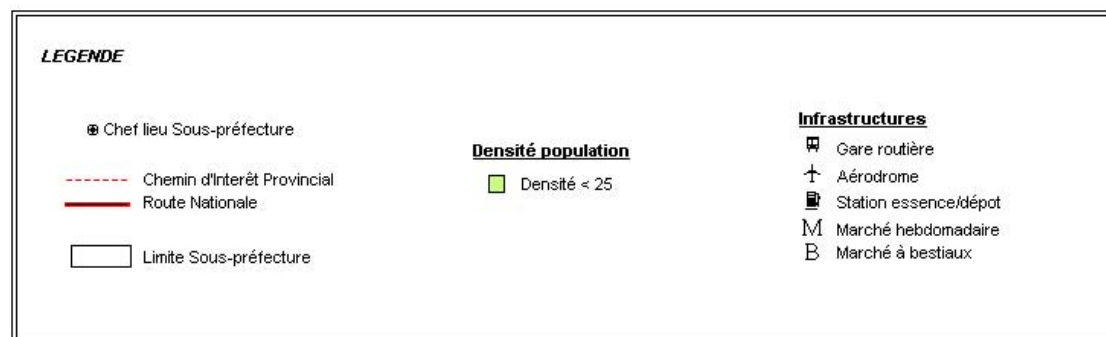 LEGENDE
Chef lieu Sous-préfecture
Chemin d'Interêt Provincial
Route Nationale
Limite Sous-préfecture
Densité population
Densité < 25
Infrastructures
Gare routière
Aérodrome
Station essence/dépot
M Marché hebdomadaire
B Marché à bestiaux